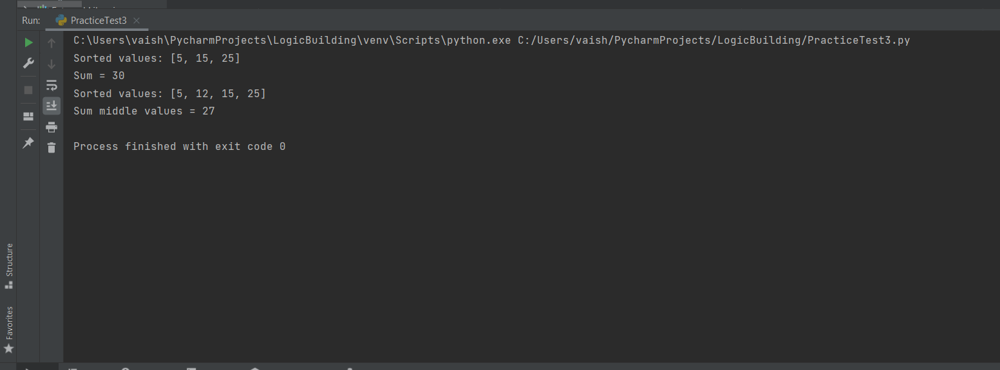 Run:
PracticeTest3
C:\Users\vaish\PycharmProjects\LogicBuilding\venv\Scripts\python.exe C:/Users/vaish/PycharmProjects/LogicBuilding/PracticeTest3.py
Sorted values: [5, 15, 25]
Sum = 30
Sorted values: [5, 12, 15, 25]
Sum middle values = 27
Process finished with exit code 0
Structure
Favorites